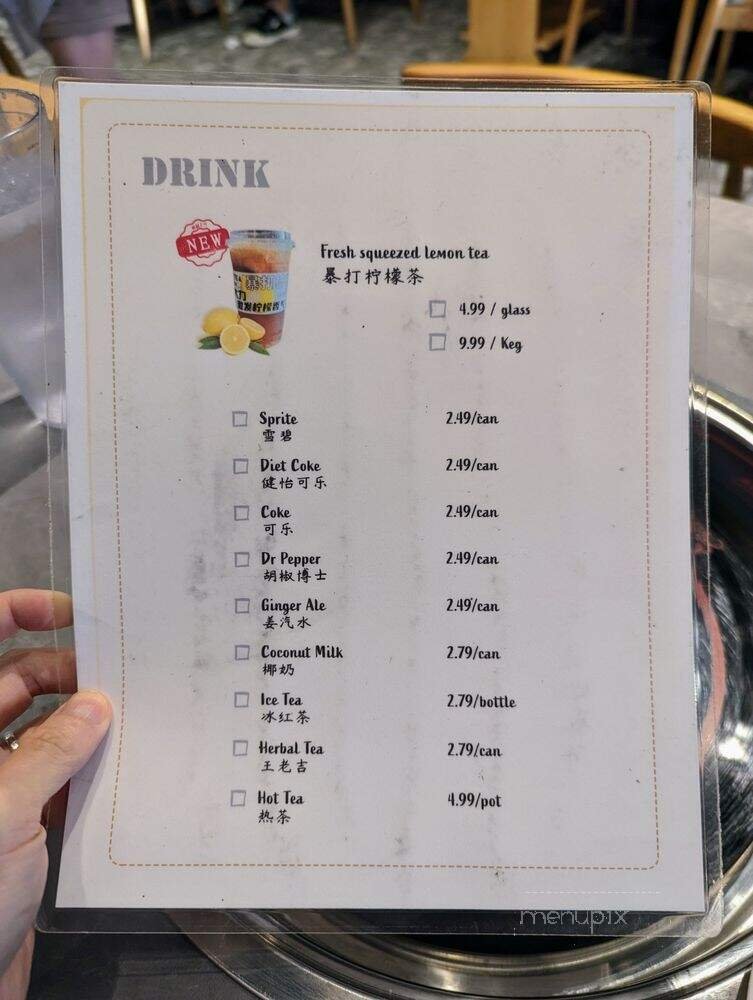 DRINK
NEW
Fresh squeezed lemon tea
暴打柠檬茶
4.99 / glass
9.99 / Keg
Sprite 2.49/can
雪碧
Diet Coke 2.49/can
健怡可乐
Coke 2.49/can
可乐
Dr Pepper 2.49/can
胡椒博士
Ginger Ale 2.49/can
姜汽水
Coconut Milk 2.79/can
椰奶
Ice Tea 2.79/bottle
冰红茶
Herbal Tea 2.79/can
王老吉
Hot Tea 4.99/pot
热茶
menupix